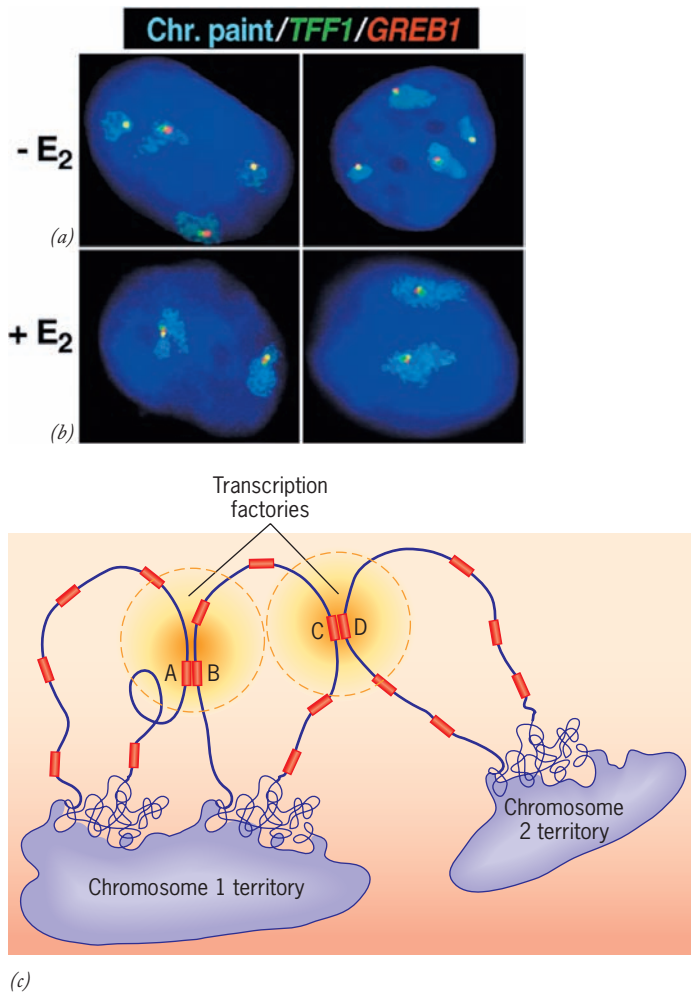 Chr. paint/TFF1/GREB1
- E2
(a)
+ E2
(b)
Transcription
factories
A B
C D
Chromosome 1 territory
Chromosome
2 territory
(c)